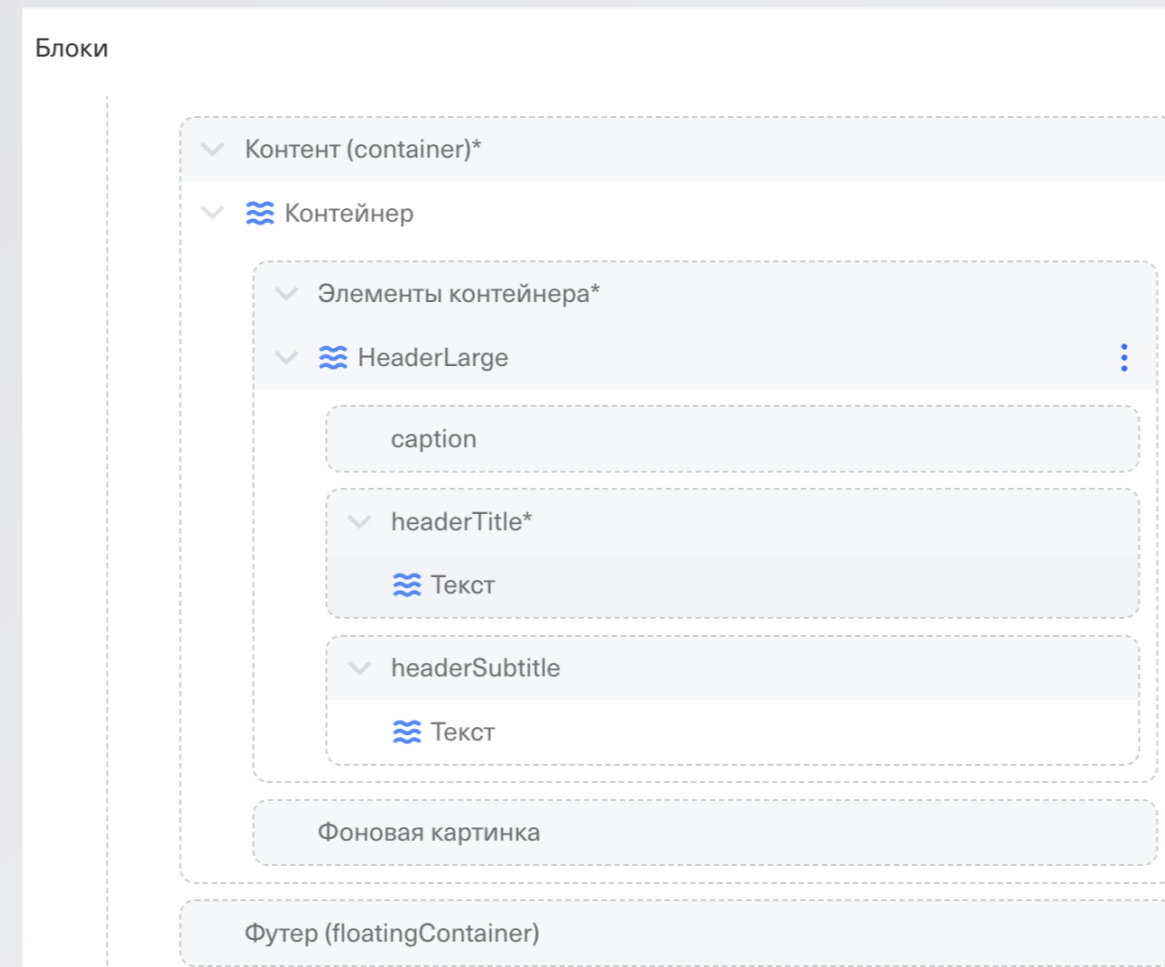 Блоки
Контент (container)*
Контейнер
Элементы контейнера*
HeaderLarge
caption
headerTitle*
Текст
headerSubtitle
Текст
Фоновая картинка
Футер (floatingContainer)